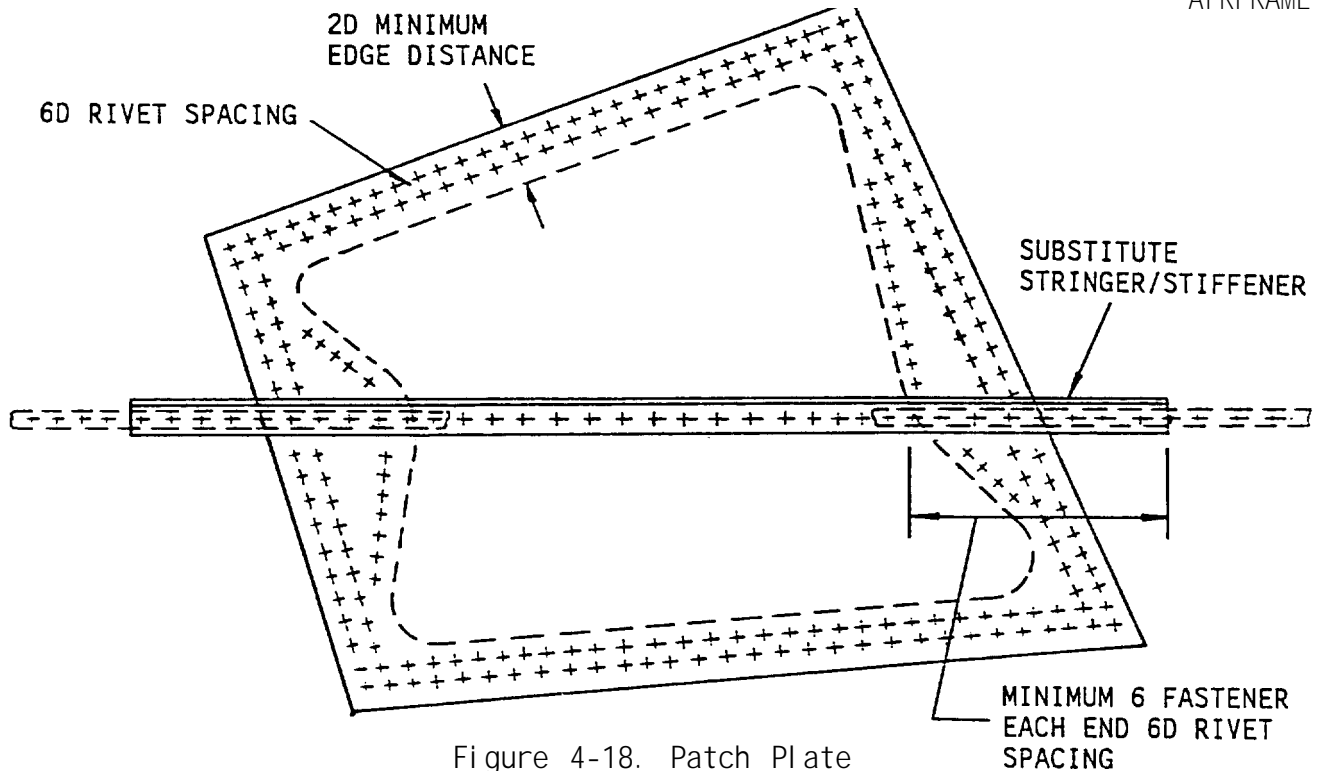 2D MINIMUM
EDGE DISTANCE
6D RIVET SPACING
SUBSTITUTE
STRINGER/STIFFENER
MINIMUM 6 FASTENER
EACH END 6D RIVET
SPACING
Figure 4-18. Patch Plate